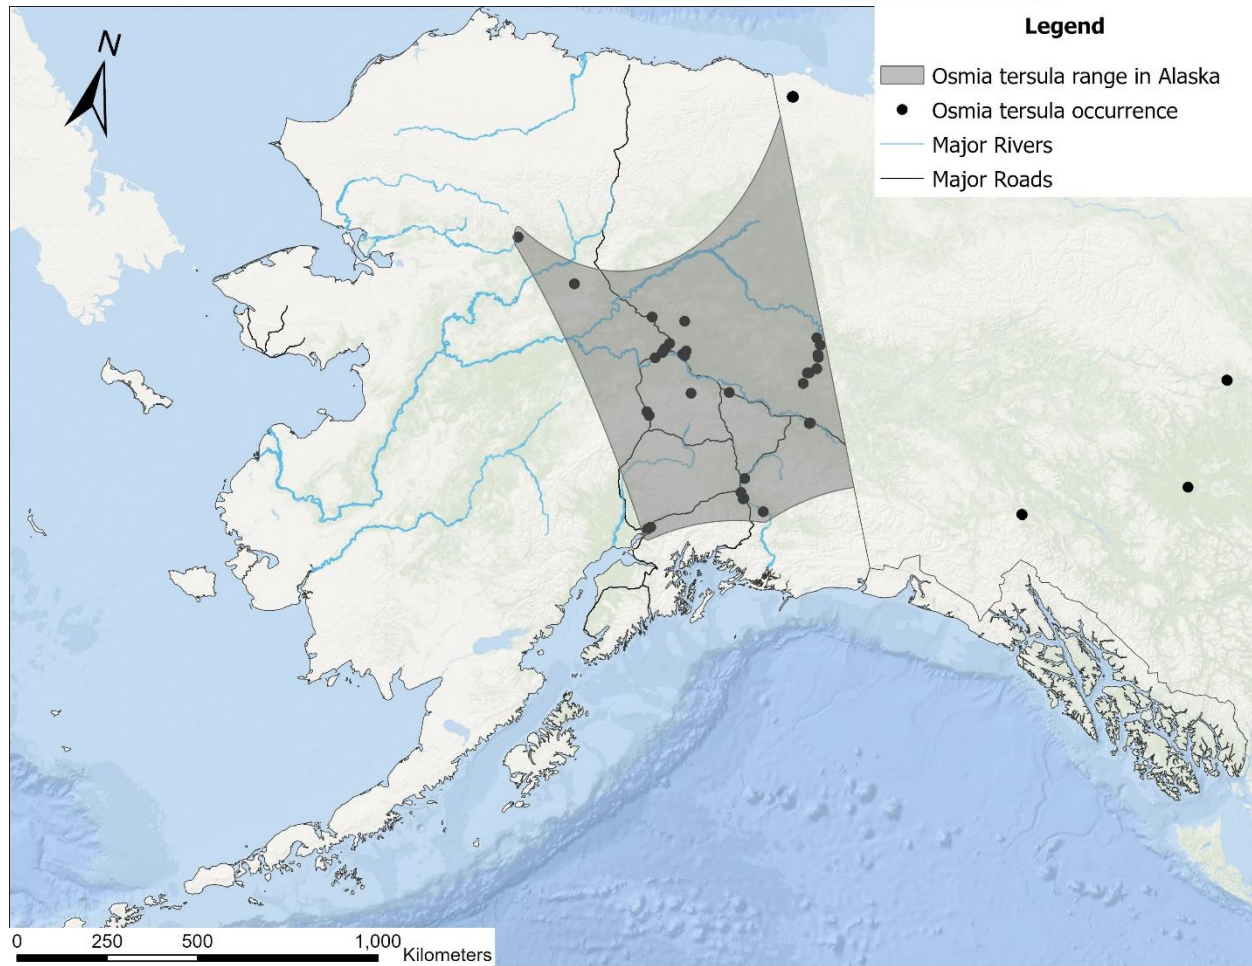 N
Legend
Osmia tersula range in Alaska
Osmia tersula occurrence
Major Rivers
Major Roads
0 250 500 1,000
Kilometers